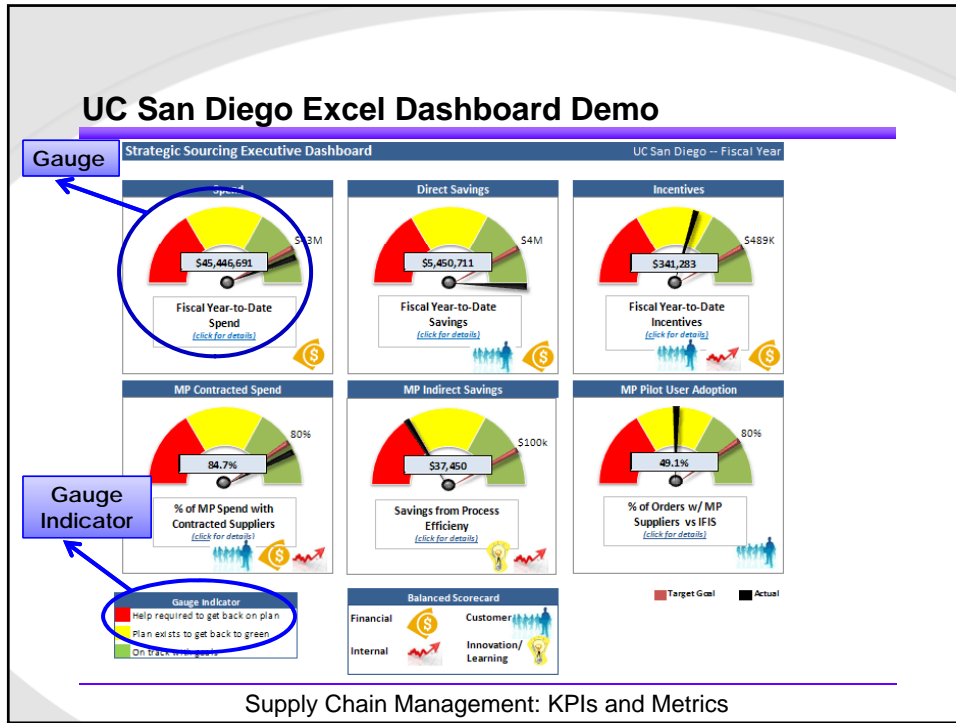 UC San Diego Excel Dashboard Demo
Gauge
Strategic Sourcing Executive Dashboard
UC San Diego -- Fiscal Year
Spend
$43M
$45,446,691
Fiscal Year-to-Date
Spend
(click for details)
Direct Savings
$4M
$5,450,711
Fiscal Year-to-Date
Savings
(click for details)
Incentives
$489K
$341,283
Fiscal Year-to-Date
Incentives
(click for details)
MP Contracted Spend
80%
84.7%
% of MP Spend with
Contracted Suppliers
(click for details)
MP Indirect Savings
$100k
$37,450
Savings from Process
Efficieny
(click for details)
MP Pilot User Adoption
80%
49.1%
% of Orders w/ MP
Suppliers vs IFIS
(click for details)
Gauge
Indicator
Gauge Indicator
Help required to get back on plan
Plan exists to get back to green
On track with goals
Balanced Scorecard
Financial
Customer
Internal
Innovation/
Learning
Target Goal
Actual
Supply Chain Management: KPIs and Metrics